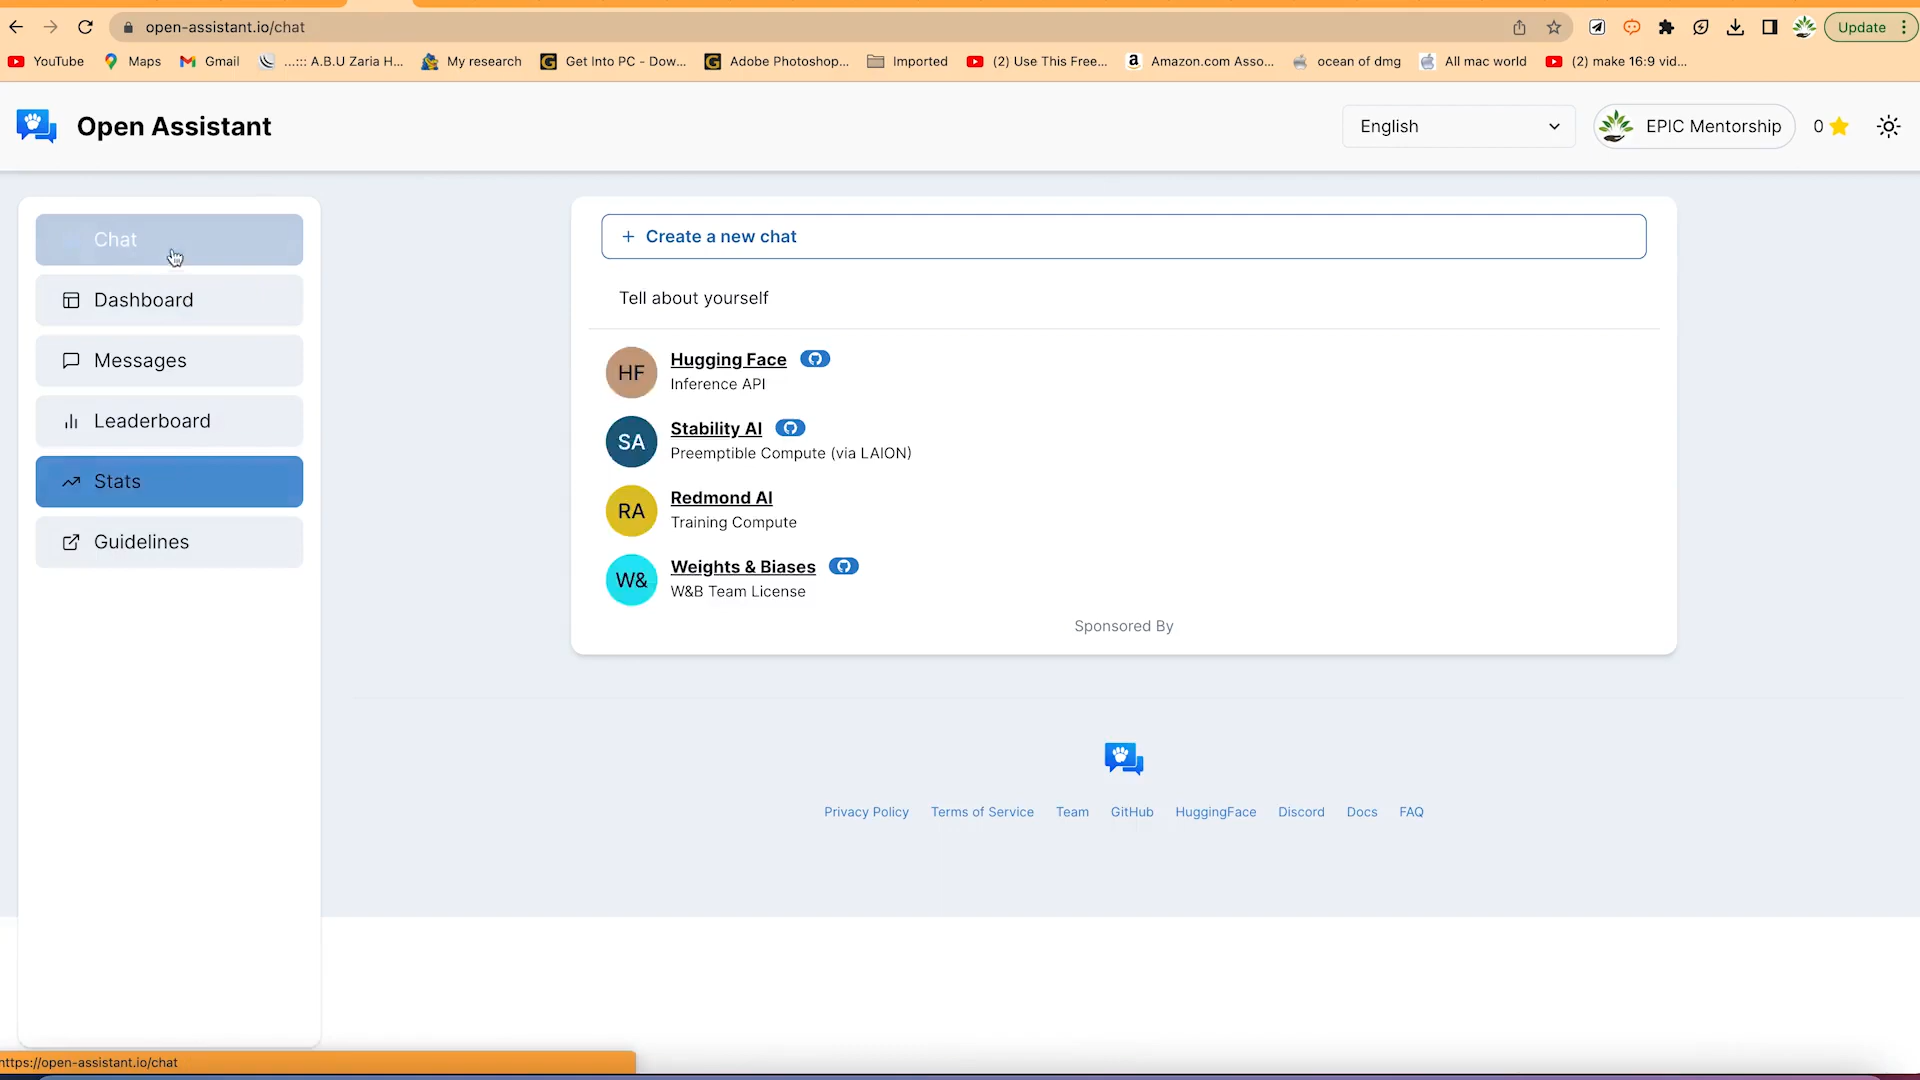 open-assistant.io/chat
Update
YouTube
Maps
Gmail
...::: A.B.U Zaria H...
My research
Get Into PC - Dow...
Adobe Photoshop...
Imported
(2) Use This Free...
Amazon.com Asso...
ocean of dmg
All mac world
(2) make 16:9 vid...
Open Assistant
English
EPIC Mentorship
0
Chat
Dashboard
Messages
Leaderboard
Stats
Guidelines
+ Create a new chat
Tell about yourself
HF
Hugging Face
Inference API
SA
Stability AI
Preemptible Compute (via LAION)
RA
Redmond AI
Training Compute
W&
Weights & Biases
W&B Team License
Sponsored By
Privacy Policy
Terms of Service
Team
GitHub
HuggingFace
Discord
Docs
FAQ
https://open-assistant.io/chat